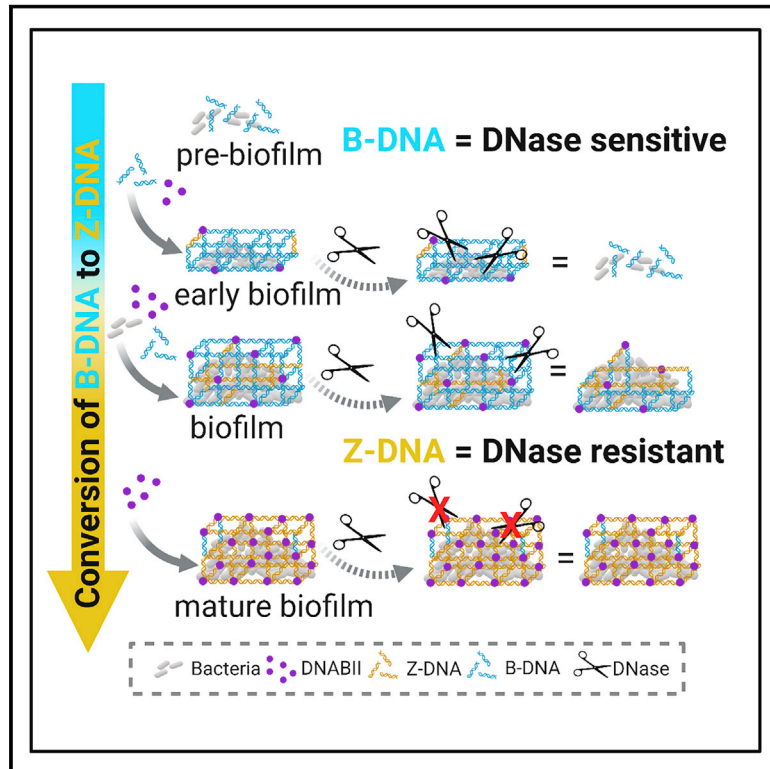 Conversion of B-DNA to Z-DNA
pre-biofilm
B-DNA = DNase sensitive
early biofilm
=
biofilm
=
Z-DNA = DNase resistant
X X
mature biofilm
=
Bacteria DNABII Z-DNA B-DNA DNase